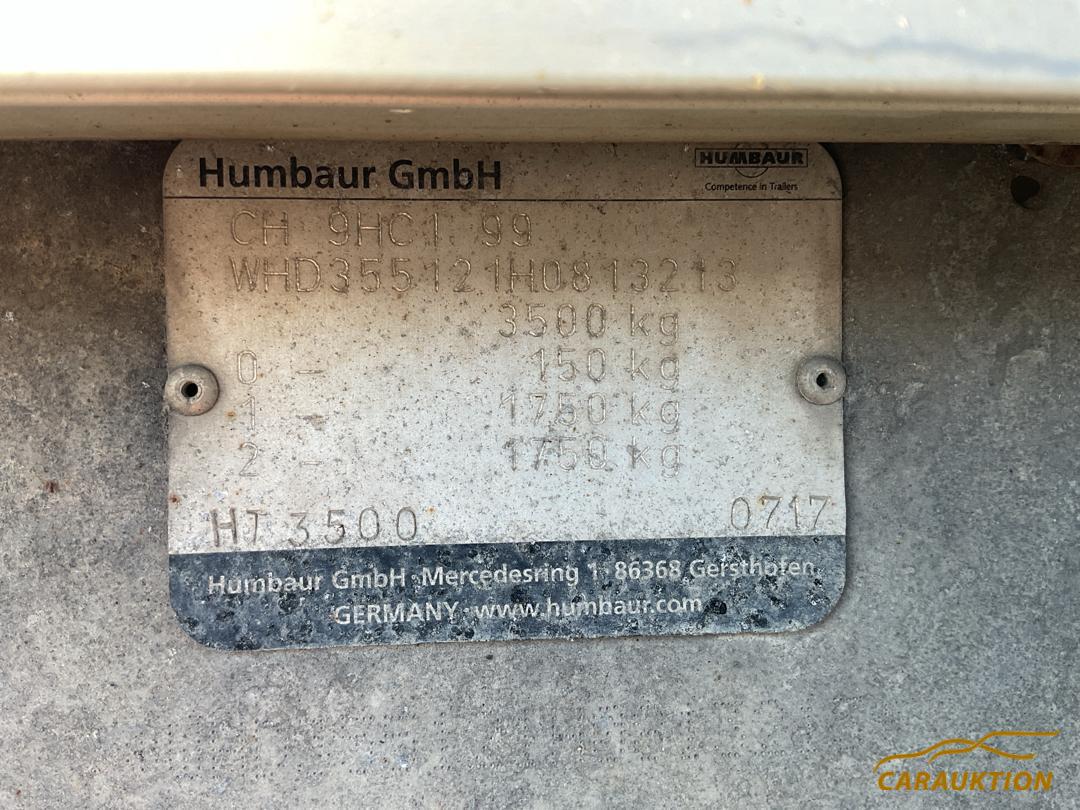 Humbaur GmbH
HUMBAUR
Competence in Trailers
CH 9HC1 99
WHD355121H0813213
3500 kg
0 - 150 kg
1 - 1750 kg
2 - 1750 kg
HT 3500 0717
Humbaur GmbH Mercedesring 1 86368 Gersthofen
GERMANY www.humbaur.com
CARAUKTION